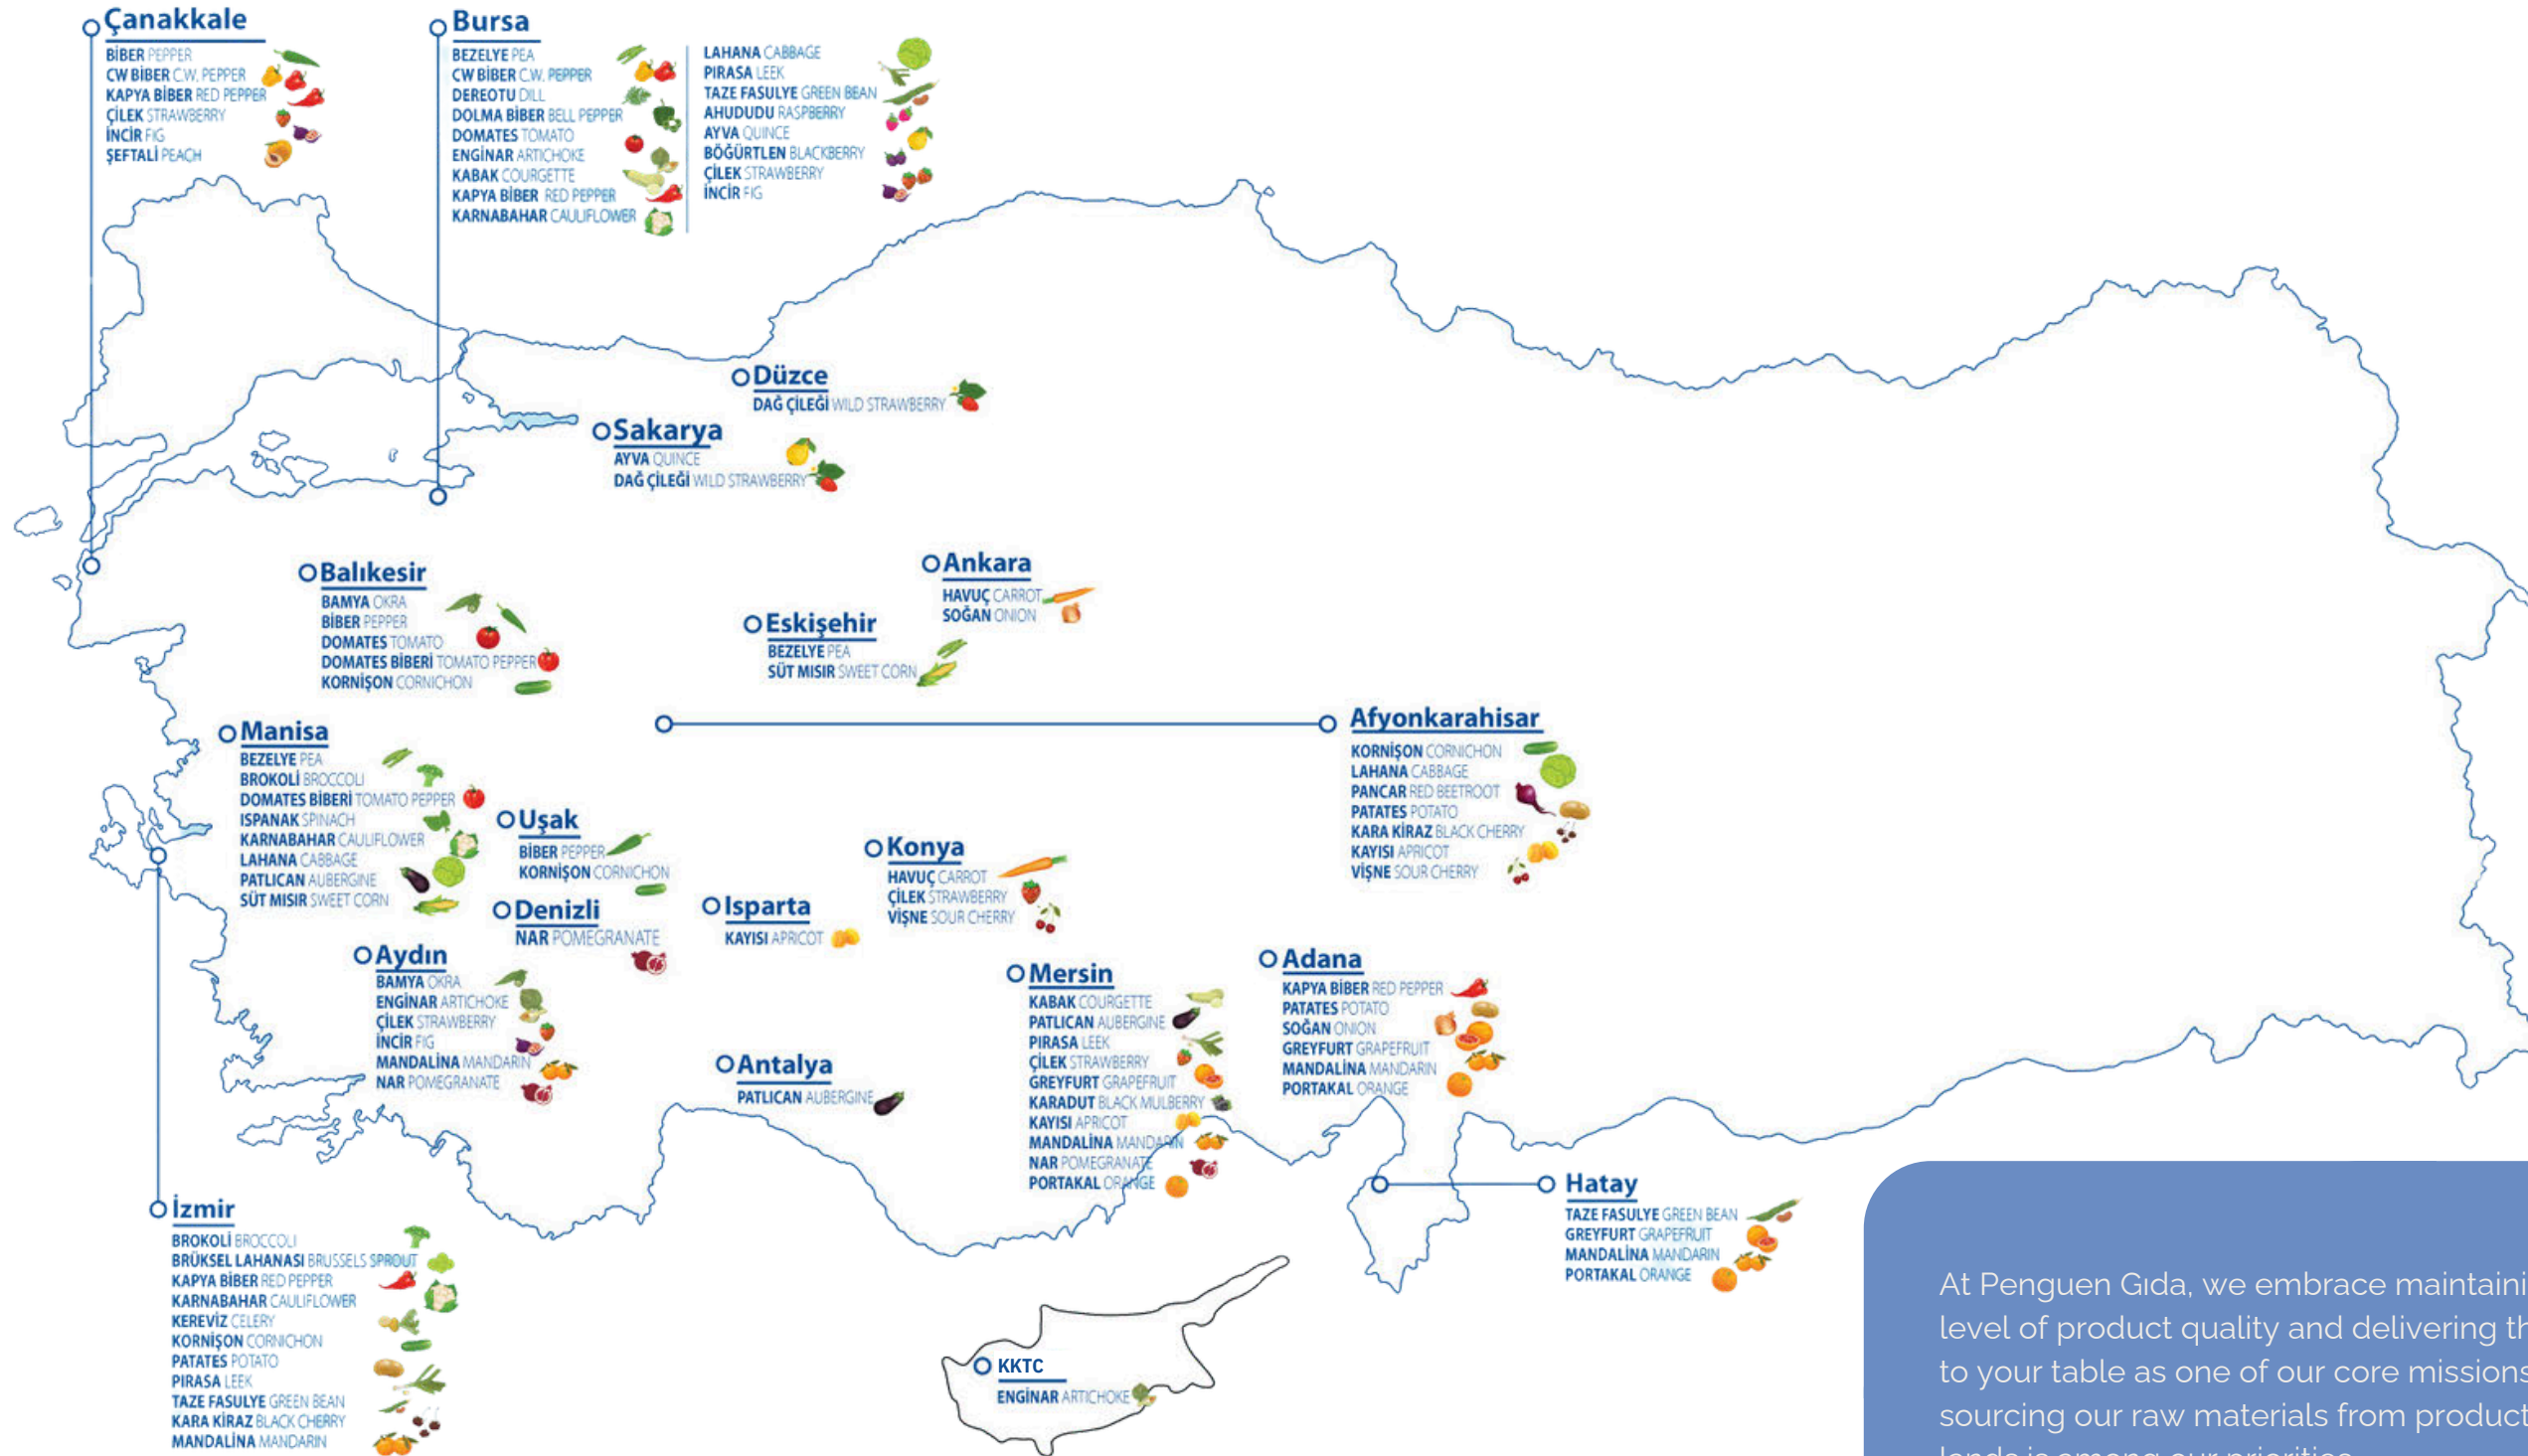 Çanakkale
BİBER PEPPER
CW BİBER C.W. PEPPER
KAPYA BİBER RED PEPPER
ÇİLEK STRAWBERRY
İNCİR FIG
ŞEFTALİ PEACH
Bursa
BEZELYE PEA
CW BİBER C.W. PEPPER
DEREOTU DILL
DOLMA BİBER BELL PEPPER
DOMATES TOMATO
ENGİNAR ARTICHOKE
KABAK COURGETTE
KAPYA BİBER RED PEPPER
KARNABAHAR CAULIFLOWER
LAHANA CABBAGE
PIRASA LEEK
TAZE FASULYE GREEN BEAN
AHUDUDU RASPBERRY
AYVA QUINCE
BÖĞÜRTLEN BLACKBERRY
ÇİLEK STRAWBERRY
İNCİR FIG
Düzce
DAĞ ÇİLEĞİ WILD STRAWBERRY
Sakarya
AYVA QUINCE
DAĞ ÇİLEĞİ WILD STRAWBERRY
Balıkesir
BAMYA OKRA
BİBER PEPPER
DOMATES TOMATO
DOMATES BİBERİ TOMATO PEPPER
KORNİŞON CORNICHON
Ankara
HAVUÇ CARROT
SOĞAN ONION
Eskişehir
BEZELYE PEA
SÜT MISIR SWEET CORN
Afyonkarahisar
KORNİŞON CORNICHON
LAHANA CABBAGE
PANCAR RED BEETROOT
PATATES POTATO
KARA KİRAZ BLACK CHERRY
KAYISI APRICOT
VİŞNE SOUR CHERRY
Manisa
BEZELYE PEA
BROKOLİ BROCCOLI
DOMATES BİBERİ TOMATO PEPPER
ISPANAK SPINACH
KARNABAHAR CAULIFLOWER
LAHANA CABBAGE
PATLICAN AUBERGINE
SÜT MISIR SWEET CORN
Uşak
BİBER PEPPER
KORNİŞON CORNICHON
Konya
HAVUÇ CARROT
ÇİLEK STRAWBERRY
VİŞNE SOUR CHERRY
Denizli
NAR POMEGRANATE
Isparta
KAYISI APRICOT
Aydın
BAMYA OKRA
ENGİNAR ARTICHOKE
ÇİLEK STRAWBERRY
İNCİR FIG
MANDALİNA MANDARIN
NAR POMEGRANATE
Mersin
KABAK COURGETTE
PATLICAN AUBERGINE
PIRASA LEEK
ÇİLEK STRAWBERRY
GREYFURT GRAPEFRUIT
KARADUT BLACK MULBERRY
KAYISI APRICOT
MANDALİNA MANDARIN
NAR POMEGRANATE
PORTAKAL ORANGE
Adana
KAPYA BİBER RED PEPPER
PATATES POTATO
SOĞAN ONION
GREYFURT GRAPEFRUIT
MANDALİNA MANDARIN
PORTAKAL ORANGE
Antalya
PATLICAN AUBERGINE
Hatay
TAZE FASULYE GREEN BEAN
GREYFURT GRAPEFRUIT
MANDALİNA MANDARIN
PORTAKAL ORANGE
İzmir
BROKOLİ BROCCOLI
BRÜKSEL LAHANASI BRUSSELS SPROUT
KAPYA BİBER RED PEPPER
KARNABAHAR CAULIFLOWER
KEREVİZ CELERY
KORNİŞON CORNICHON
PATATES POTATO
PIRASA LEEK
TAZE FASULYE GREEN BEAN
KARA KİRAZ BLACK CHERRY
MANDALİNA MANDARIN
KKTC
ENGİNAR ARTICHOKE
At Penguen Gıda, we embrace maintaini
level of product quality and delivering th
to your table as one of our core missions
sourcing our raw materials from product
lands is among our priorities